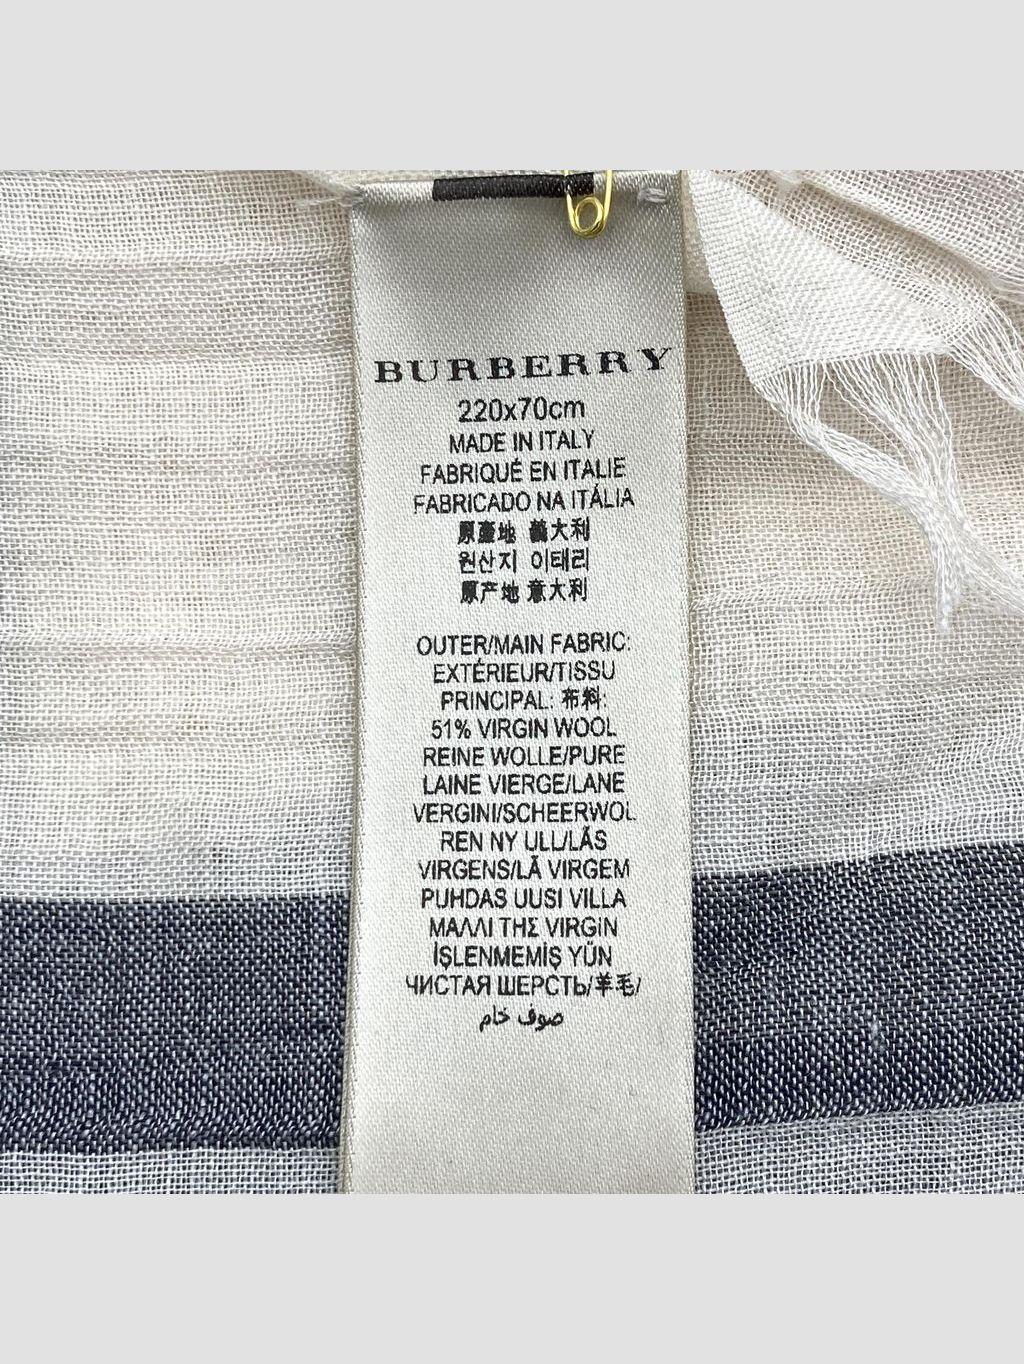 BURBERRY
220x70cm
MADE IN ITALY
FABRIQUÉ EN ITALIE
FABRICADO NA ITÁLIA
原產地 義大利
원산지 이태리
原产地 意大利
OUTER/MAIN FABRIC:
EXTÉRIEUR/TISSU
PRINCIPAL: 布料:
51% VIRGIN WOOL
REINE WOLLE/PURE
LAINE VIERGE/LANE
VERGINI/SCHEERWOL
REN NY ULL/LÃS
VIRGENS/LÃ VIRGEM
PUHDAS UUSI VILLA
ΜΑΛΛΙ ΤΗΣ VIRGIN
İŞLENMEMİŞ YÜN
ЧИСТАЯ ШЕРСТЬ/羊毛/
صوف خام